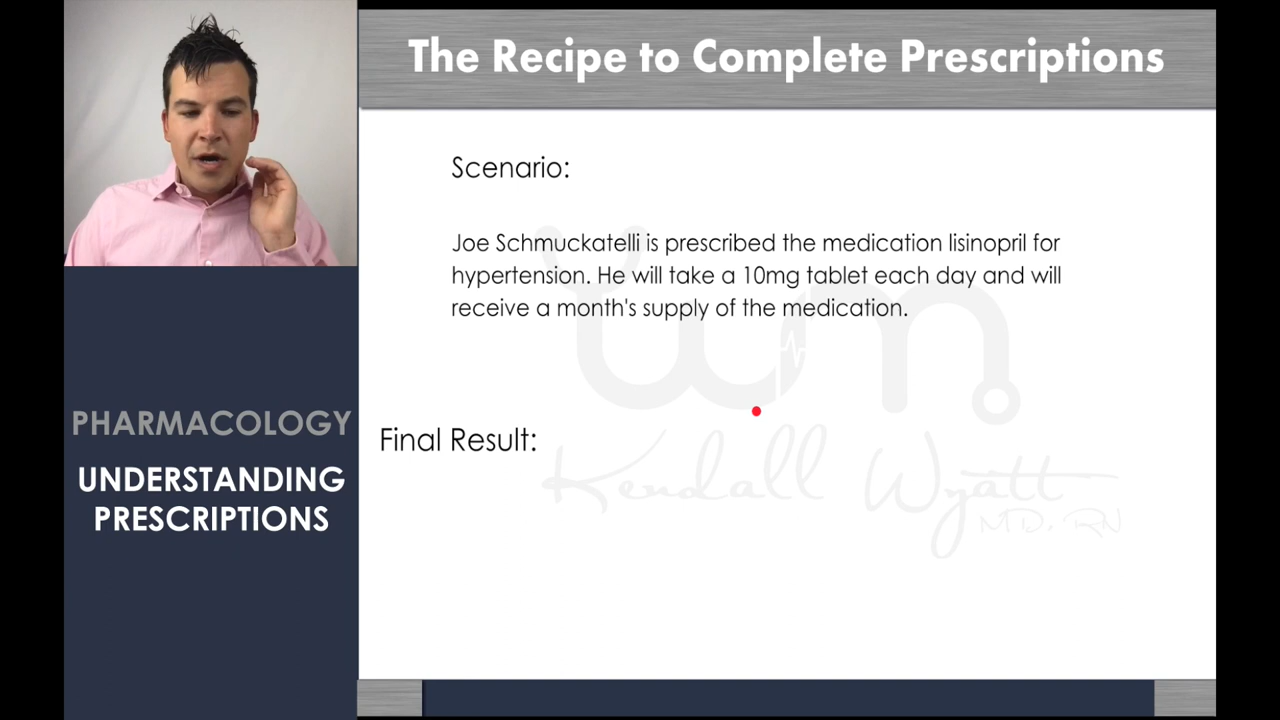 The Recipe to Complete Prescriptions
Scenario:
Joe Schmuckatelli is prescribed the medication lisinopril for
hypertension. He will take a 10mg tablet each day and will
receive a month's supply of the medication.
Final Result:
wm
Kendall Wyatt
MD, RN
PHARMACOLOGY
UNDERSTANDING
PRESCRIPTIONS